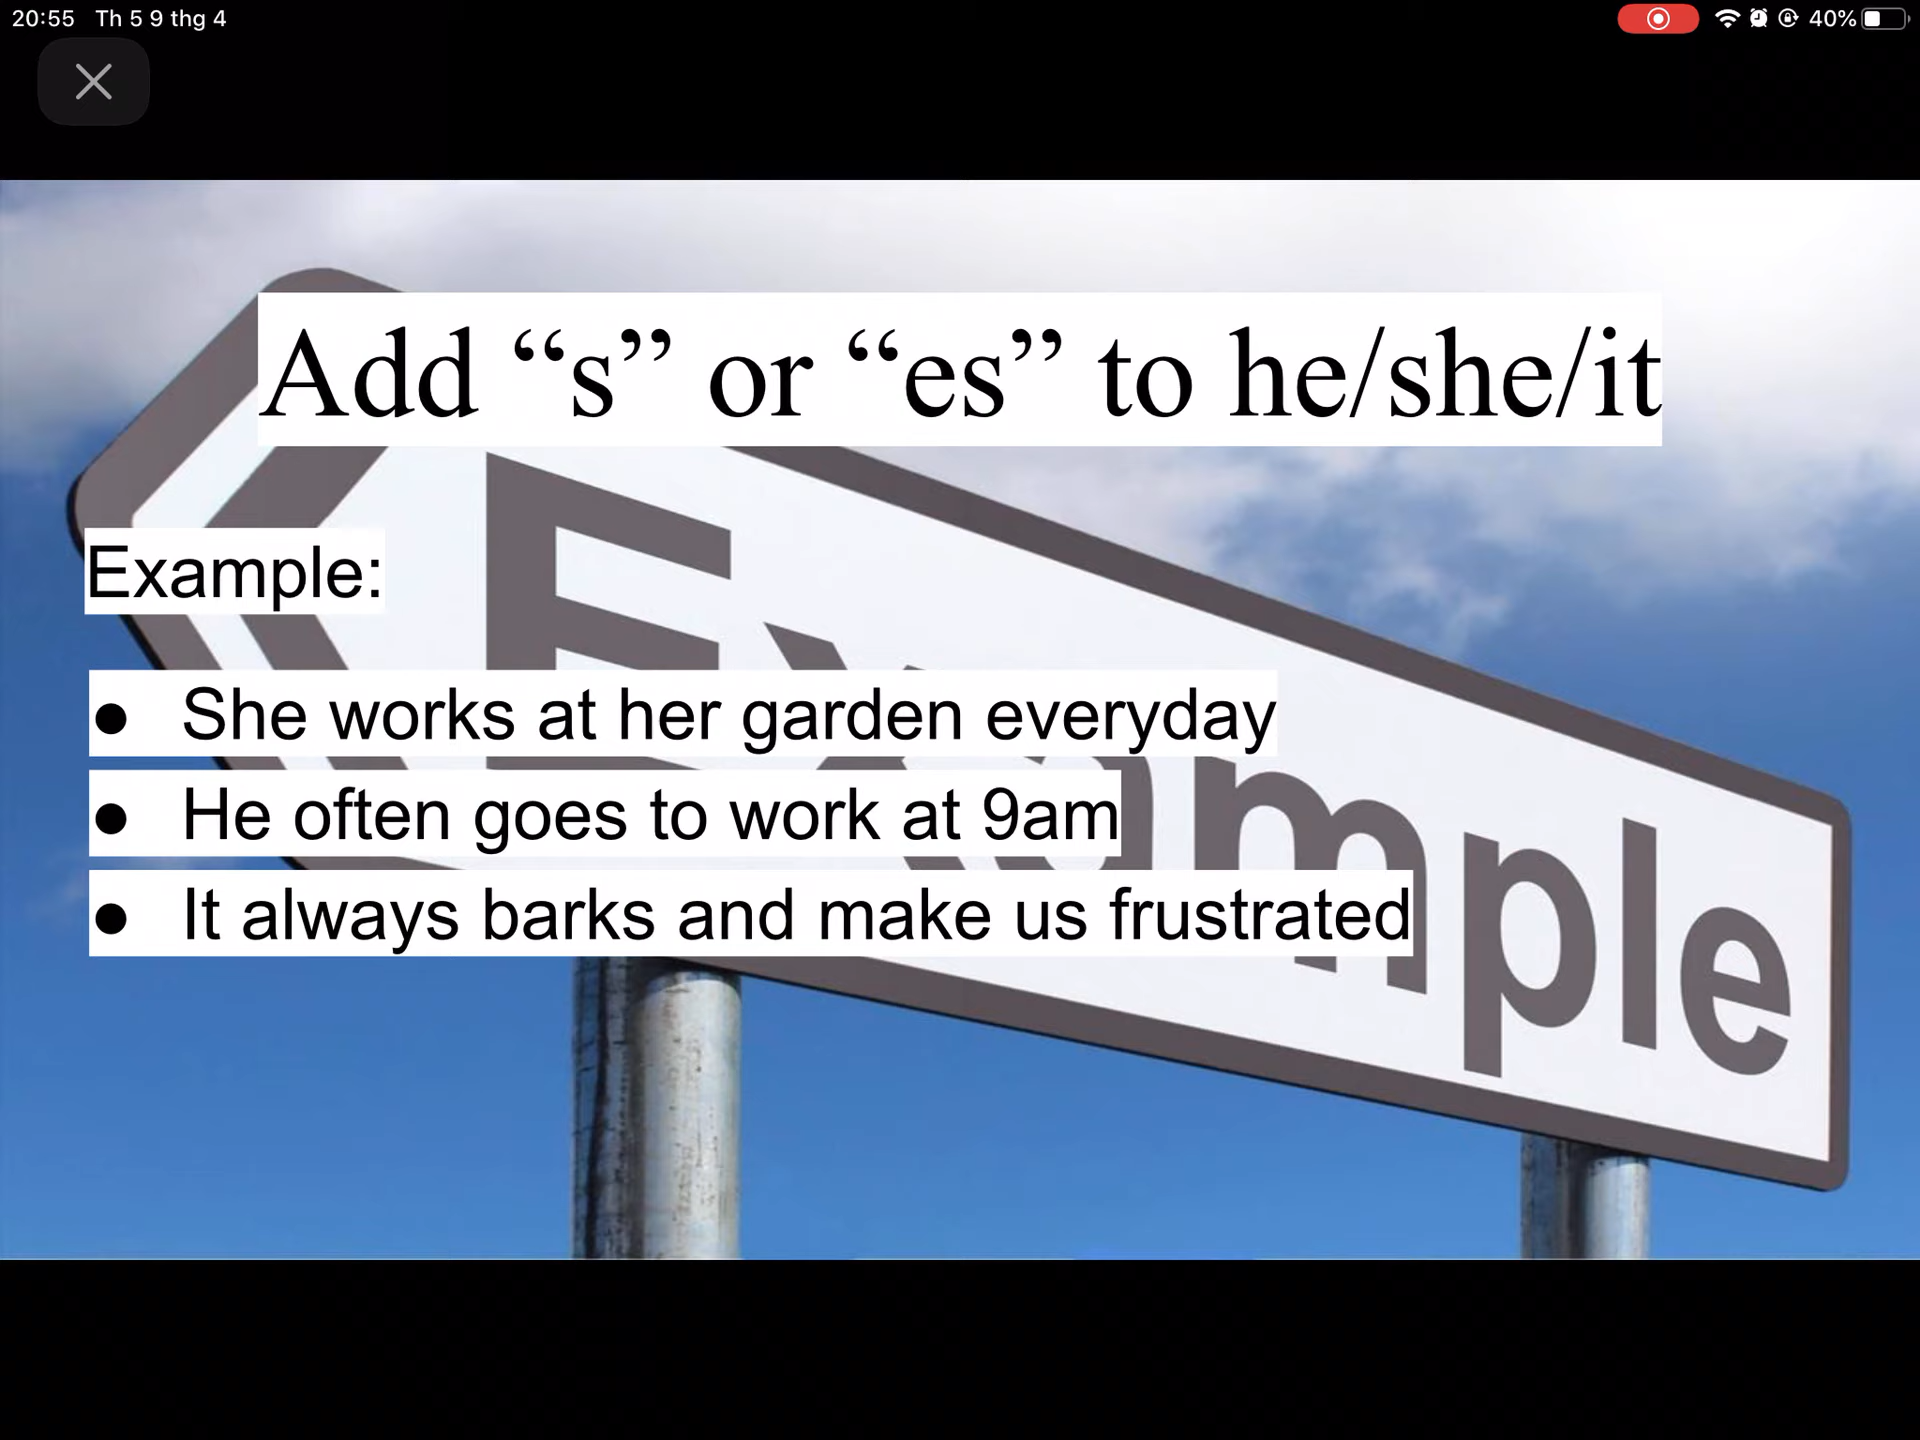 20:55 Th 5 9 thg 4
40%
Add “s” or “es” to he/she/it
Example:
● She works at her garden everyday
● He often goes to work at 9am
● It always barks and make us frustrated
Example